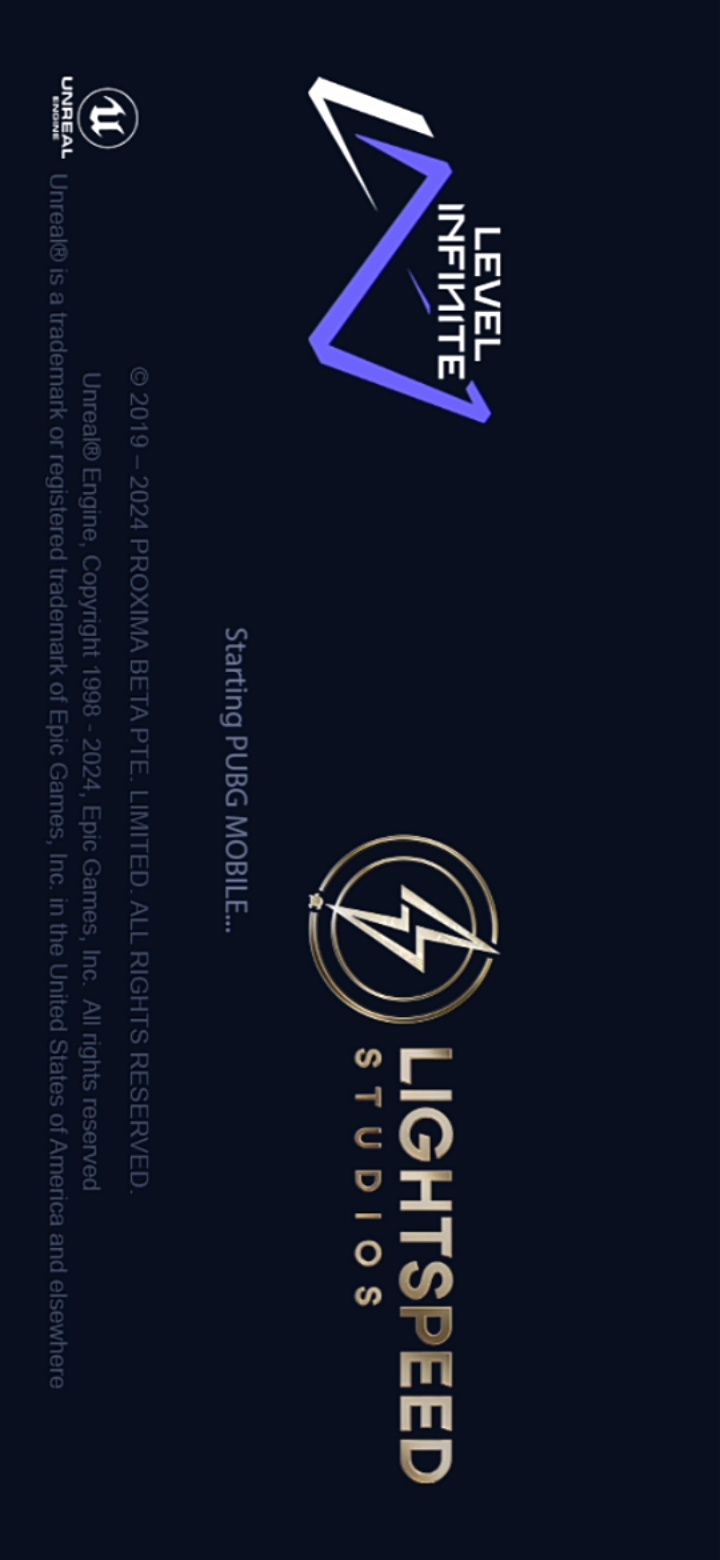 LEVEL
INFINITE
LIGHTSPEED
STUDIOS
Starting PUBG MOBILE...
© 2019 – 2024 PROXIMA BETA PTE. LIMITED. ALL RIGHTS RESERVED.
Unreal® Engine, Copyright 1998 - 2024, Epic Games, Inc. All rights reserved
UNREAL
ENGINE
Unreal® is a trademark or registered trademark of Epic Games, Inc. in the United States of America and elsewhere